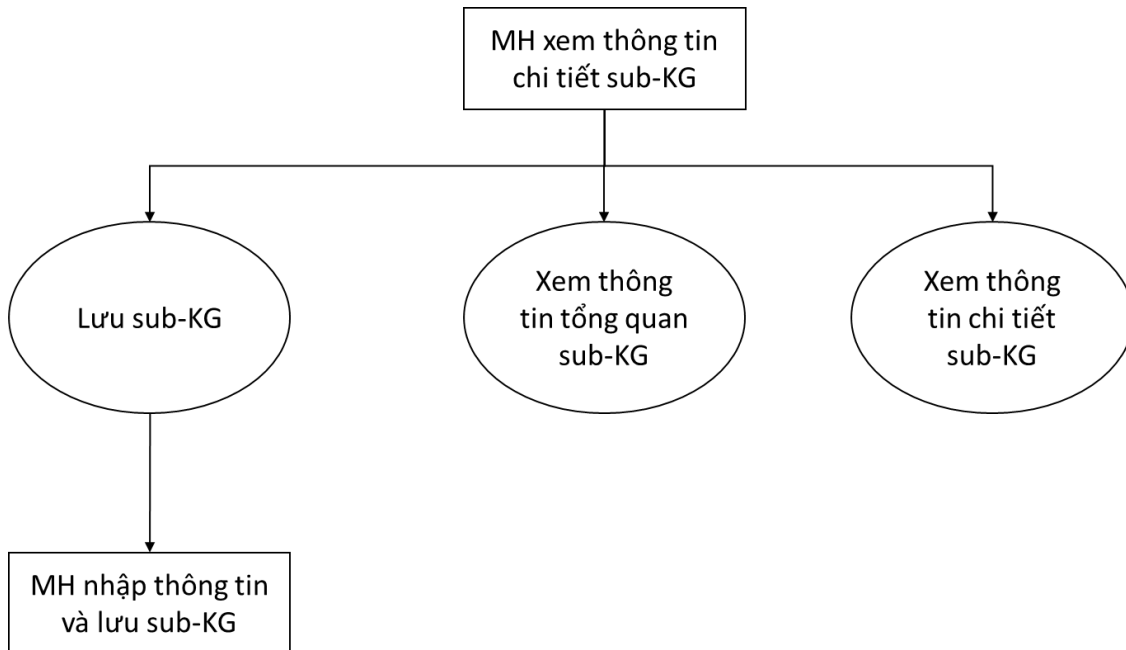 MH xem thông tin
chi tiết sub-KG
Lưu sub-KG
Xem thông
tin tổng quan
sub-KG
Xem thông
tin chi tiết
sub-KG
MH nhập thông tin
và lưu sub-KG